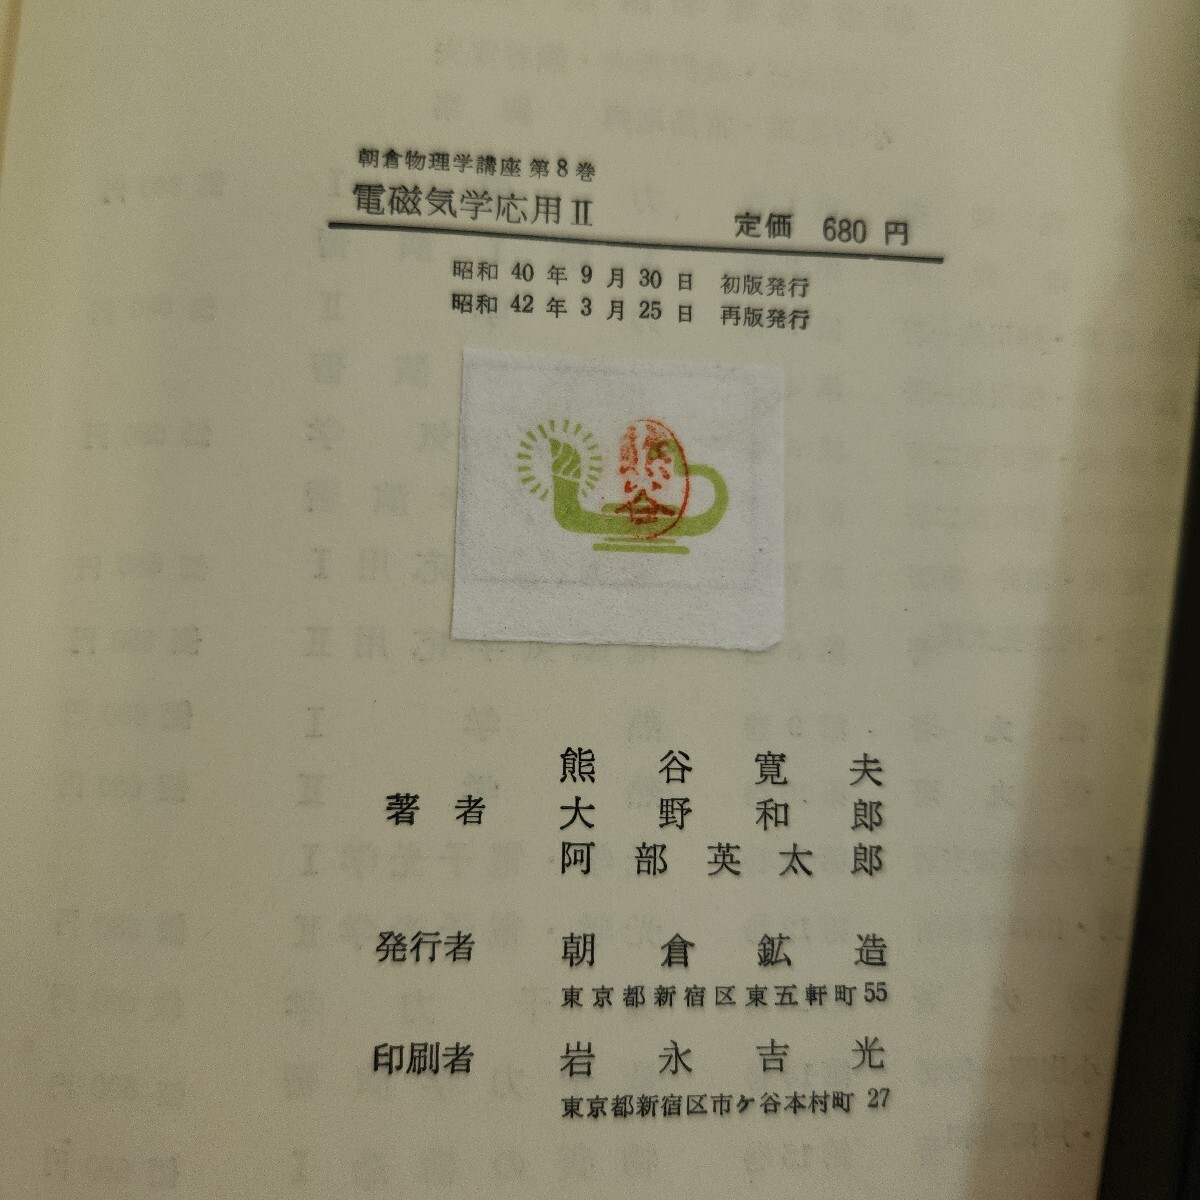 朝倉物理学講座 第8巻
電磁気学応用II 定価 680 円
昭和 40 年 9 月 30 日 初版発行
昭和 42 年 3 月 25 日 再版発行
熊谷
著者
熊谷寛夫
大野和郎
阿部英太郎
発行者 朝倉鉱造
東京都新宿区東五軒町 55
印刷者 岩永吉光
東京都新宿区市ケ谷本村町 27